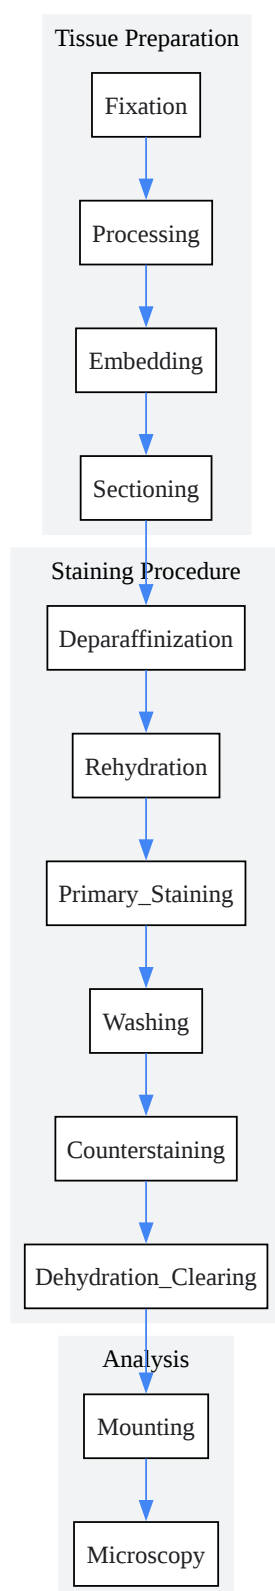 Tissue Preparation
Fixation
Processing
Embedding
Sectioning
Staining Procedure
Deparaffinization
Rehydration
Primary_Staining
Washing
Counterstaining
Dehydration_Clearing
Analysis
Mounting
Microscopy